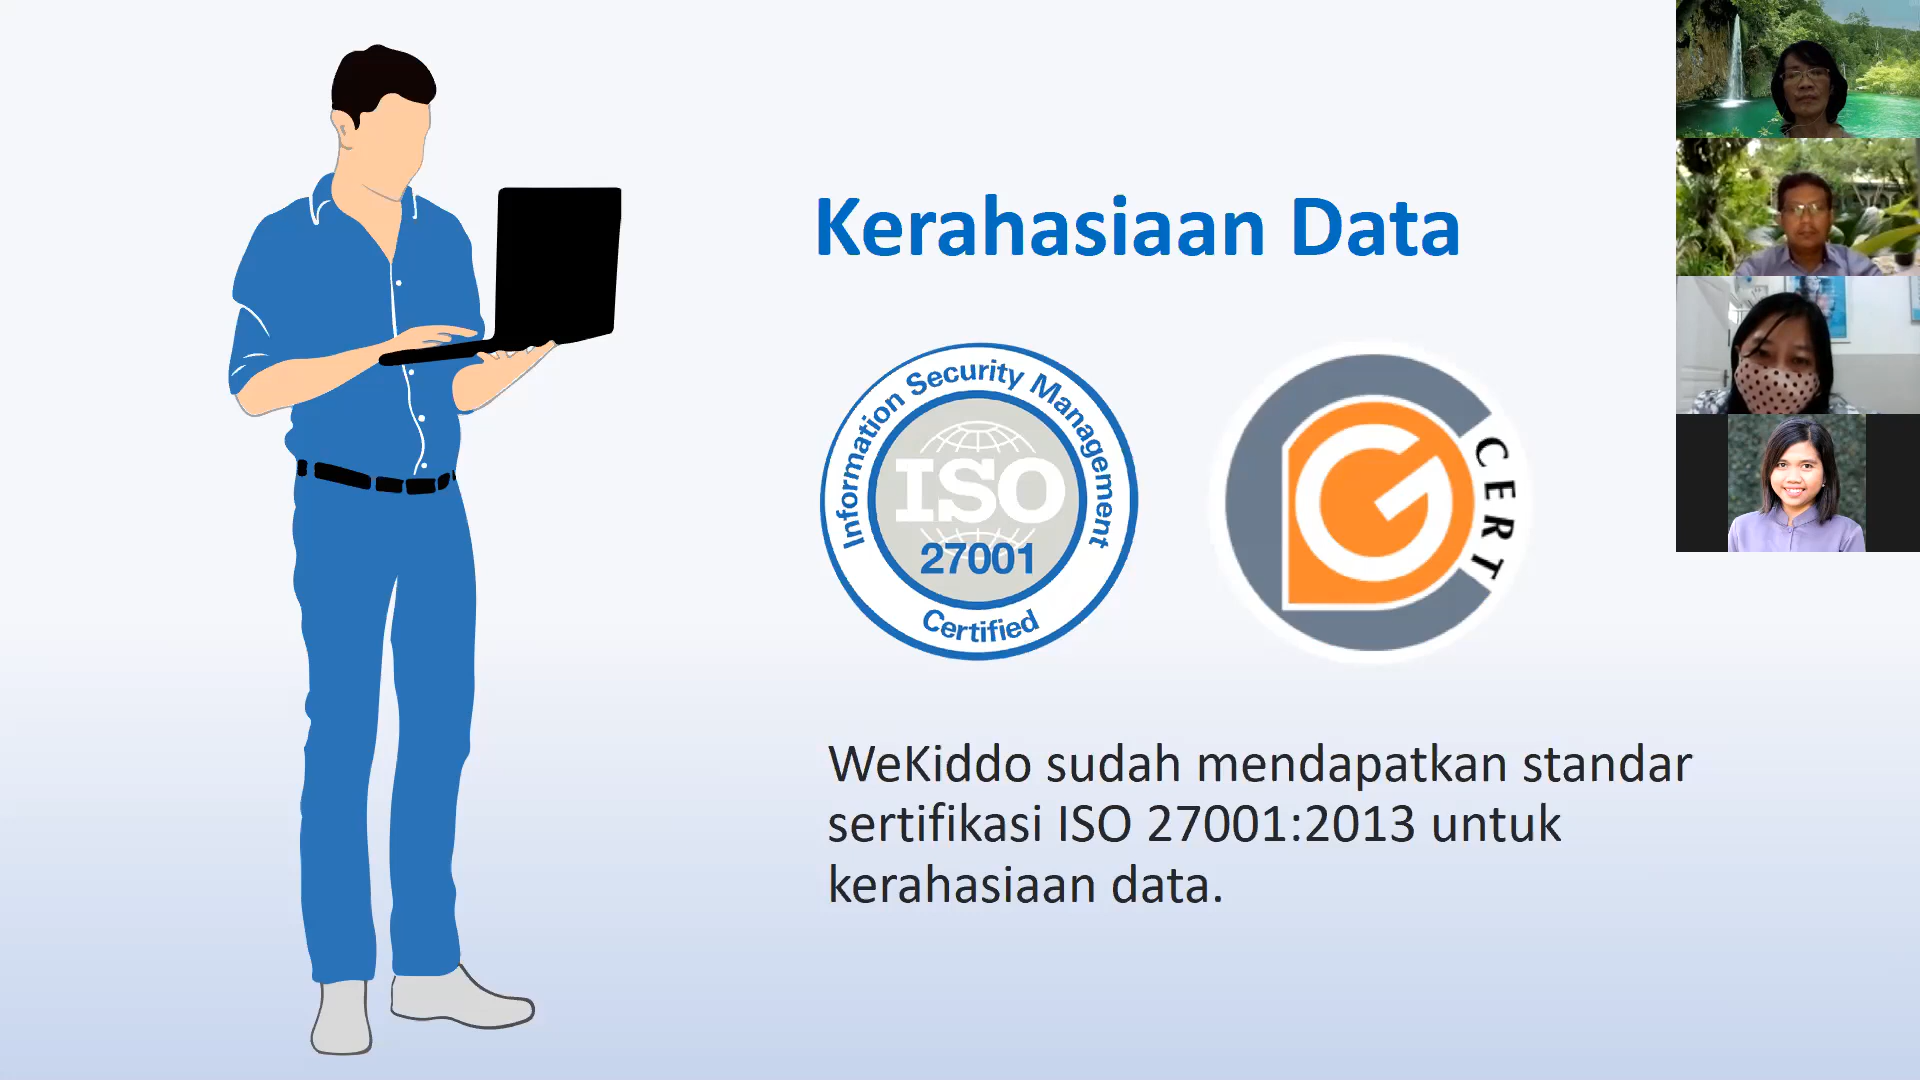 Kerahasiaan Data
Information Security Management
ISO
27001
Certified
CERT
WeKiddo sudah mendapatkan standar
sertifikasi ISO 27001:2013 untuk
kerahasiaan data.